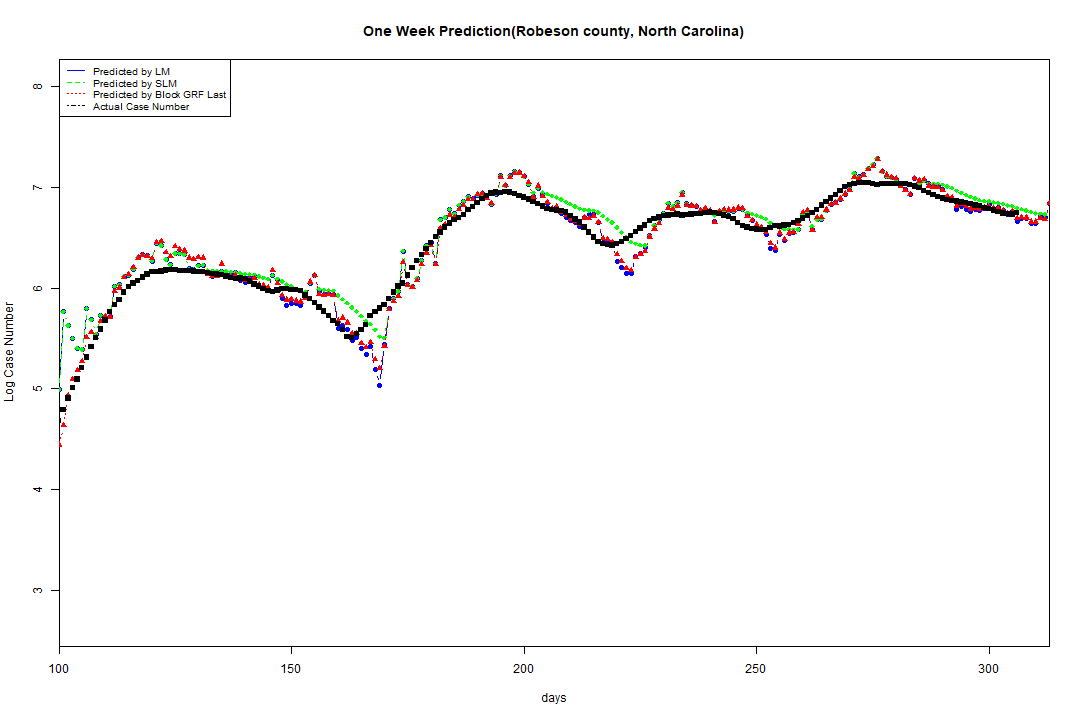 One Week Prediction(Robeson county, North Carolina)
Predicted by LM
Predicted by SLM
Predicted by Block GRF Last
Actual Case Number
Log Case Number
8
7
6
5
4
3
100 150 200 250 300
days